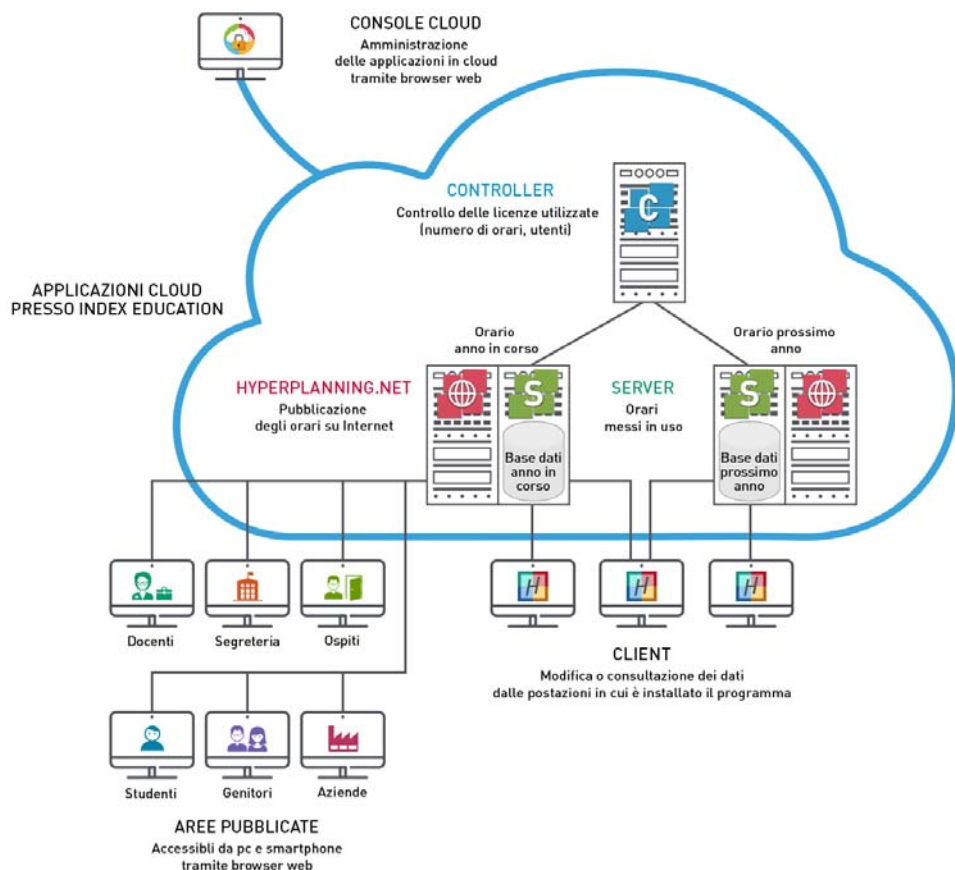 CONSOLE CLOUD
Amministrazione
delle applicazioni in cloud
tramite browser web
CONTROLLER
Controllo delle licenze utilizzate
(numero di orari, utenti)
C
APPLICAZIONI CLOUD
PRESSO INDEX EDUCATION
Orario
anno in corso
Orario prossimo
anno
HYPERPLANNING.NET
Pubblicazione
degli orari su Internet
S
SERVER
Orari
messi in uso
S
Base dati
anno in
corso
Base dati
prossimo
anno
H
H
H
Docenti
Segreteria
Ospiti
CLIENT
Modifica o consultazione dei dati
dalle postazioni in cui è installato il programma
Studenti
Genitori
Aziende
AREE PUBBLICATE
Accessibli da pc e smartphone
tramite browser web